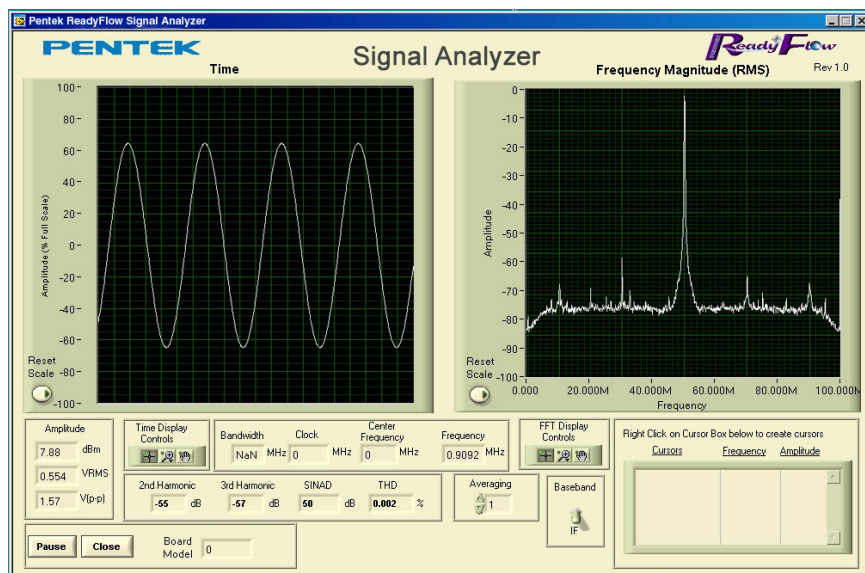 Pentek ReadyFlow Signal Analyzer
PENTEK
Signal Analyzer
ReadyFlow
Rev 1.0
Time
Frequency Magnitude (RMS)
Amplitude (% Full Scale)
100
80
60
40
20
0
-20
-40
-60
-80
-100
Reset
Scale
Amplitude
0
-10
-20
-30
-40
-50
-60
-70
-80
-90
-100
Reset
Scale
0.000
20.000M
40.000M
60.000M
80.000M
100.000M
Frequency
Amplitude
7.88 dBm
0.554 VRMS
1.57 V(p-p)
Time Display
Controls
Bandwidth
NaN MHz
Clock
0 MHz
Center
Frequency
0 MHz
Frequency
0.9092 MHz
FFT Display
Controls
Right Click on Cursor Box below to create cursors
Cursors Frequency Amplitude
2nd Harmonic
-55 dB
3rd Harmonic
-57 dB
SINAD
50 dB
THD
0.002 %
Averaging
1
Baseband
IF
Pause
Close
Board
Model
0